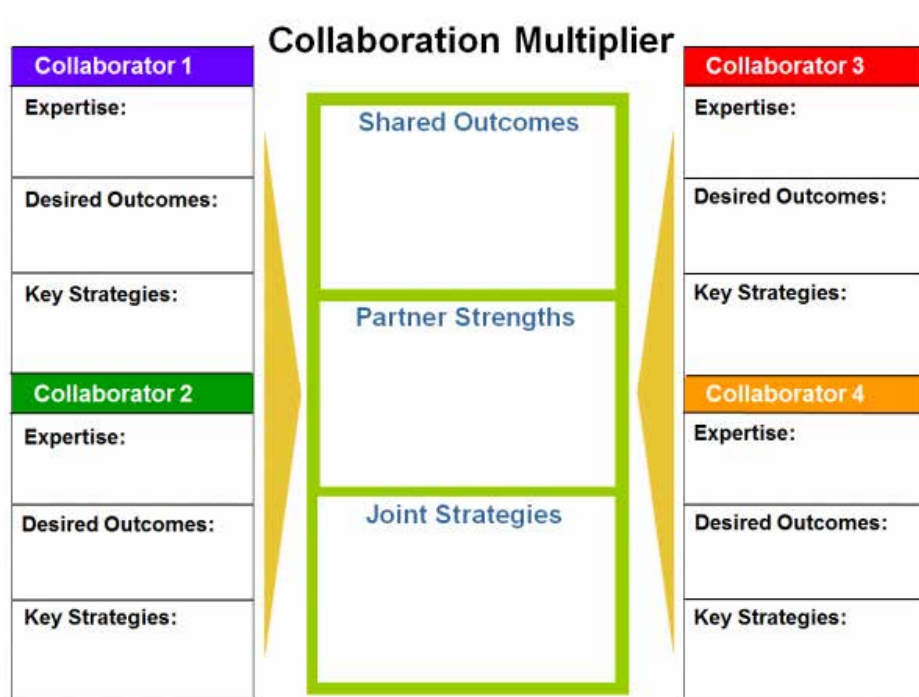 Collaboration Multiplier
Collaborator 1
Expertise:
Desired Outcomes:
Key Strategies:
Collaborator 2
Expertise:
Desired Outcomes:
Key Strategies:
Shared Outcomes
Partner Strengths
Joint Strategies
Collaborator 3
Expertise:
Desired Outcomes:
Key Strategies:
Collaborator 4
Expertise:
Desired Outcomes:
Key Strategies: